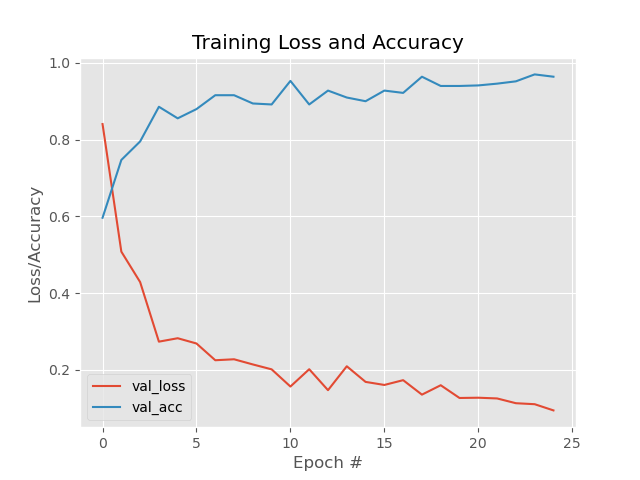 Training Loss and Accuracy
1.0
0.8
0.6
0.4
0.2
Loss/Accuracy
val_loss
val_acc
0 5 10 15 20 25
Epoch #